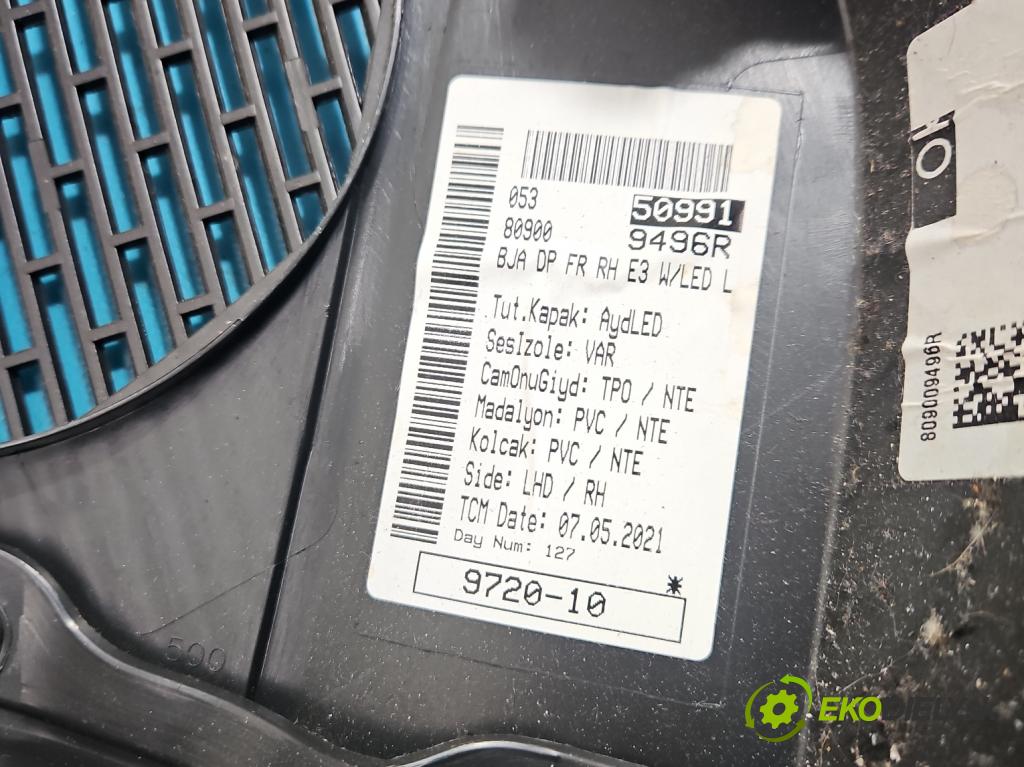 053 50991
80900 9496R
BJA DP FR RH E3 W/LED L
Tut.Kapak: AydLED
SesIzole: VAR
CamOnuGiyd: TPO / NTE
Madalyon: PVC / NTE
Kolcak: PVC / NTE
Side: LHD / RH
TCM Date: 07.05.2021
Day Num: 127
9720-10 *
809009496R
500